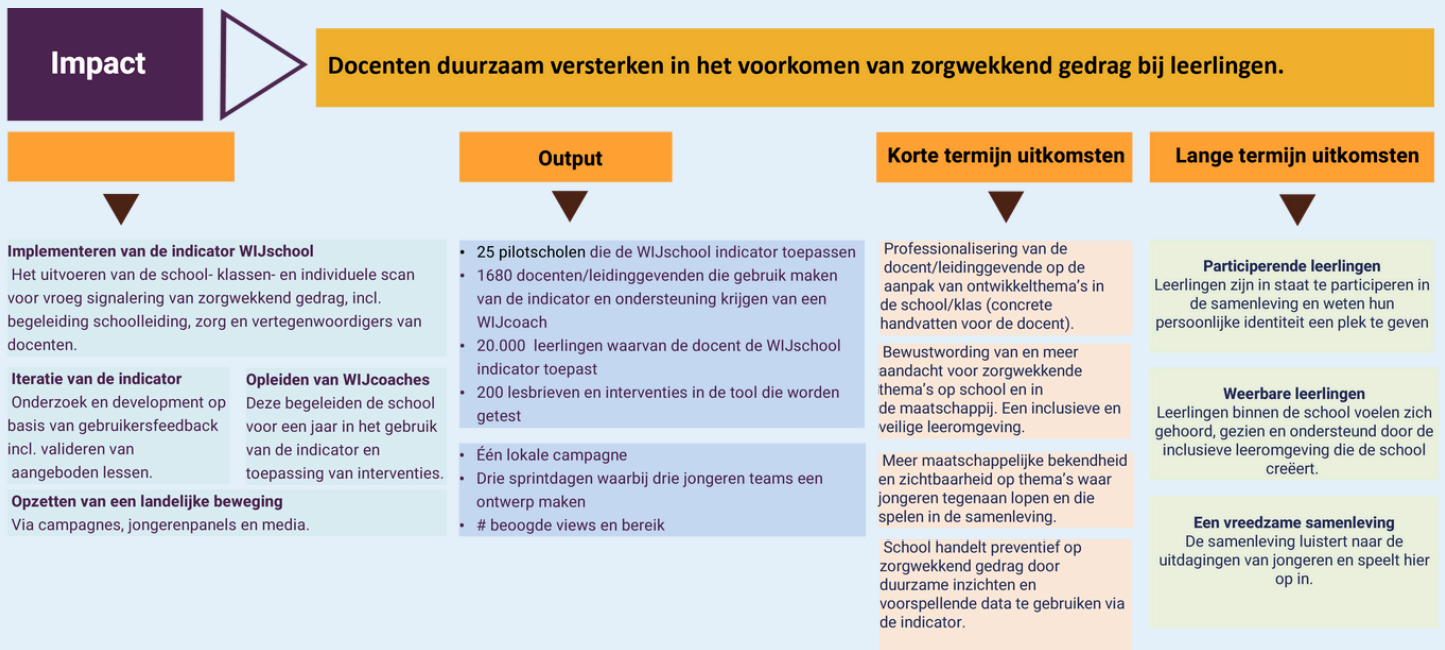 Impact
Docenten duurzaam versterken in het voorkomen van zorgwekkend gedrag bij leerlingen.
Output
Korte termijn uitkomsten
Lange termijn uitkomsten
Implementeren van de indicator WIJschool
Het uitvoeren van de school- klassen- en individuele scan
voor vroeg signalering van zorgwekkend gedrag, incl.
begeleiding schoolleiding, zorg en vertegenwoordigers van
docenten.
Iteratie van de indicator
Onderzoek en development op
basis van gebruikersfeedback
incl. valideren van
aangeboden lessen.
Opleiden van WIJcoaches
Deze begeleiden de school
voor een jaar in het gebruik
van de indicator en
toepassing van interventies.
Opzetten van een landelijke beweging
Via campagnes, jongerenpanels en media.
• 25 pilotscholen die de WIJschool indicator toepassen
• 1680 docenten/leidinggevenden die gebruik maken
van de indicator en ondersteuning krijgen van een
WIJcoach
• 20.000 leerlingen waarvan de docent de WIJschool
indicator toepast
• 200 lesbrieven en interventies in de tool die worden
getest
• Één lokale campagne
• Drie sprintdagen waarbij drie jongeren teams een
ontwerp maken
• # beoogde views en bereik
Professionalisering van de
docent/leidinggevende op de
aanpak van ontwikkelthema's in
de school/klas (concrete
handvatten voor de docent).
Bewustwording van en meer
aandacht voor zorgwekkende
thema's op school en in
de maatschappij. Een inclusieve en
veilige leeromgeving.
Meer maatschappelijke bekendheid
en zichtbaarheid op thema's waar
jongeren tegenaan lopen en die
spelen in de samenleving.
School handelt preventief op
zorgwekkend gedrag door
duurzame inzichten en
voorspellende data te gebruiken via
de indicator.
Participerende leerlingen
Leerlingen zijn in staat te participeren in
de samenleving en weten hun
persoonlijke identiteit een plek te geven
Weerbare leerlingen
Leerlingen binnen de school voelen zich
gehoord, gezien en ondersteund door de
inclusieve leeromgeving die de school
creëert.
Een vreedzame samenleving
De samenleving luistert naar de
uitdagingen van jongeren en speelt hier
op in.